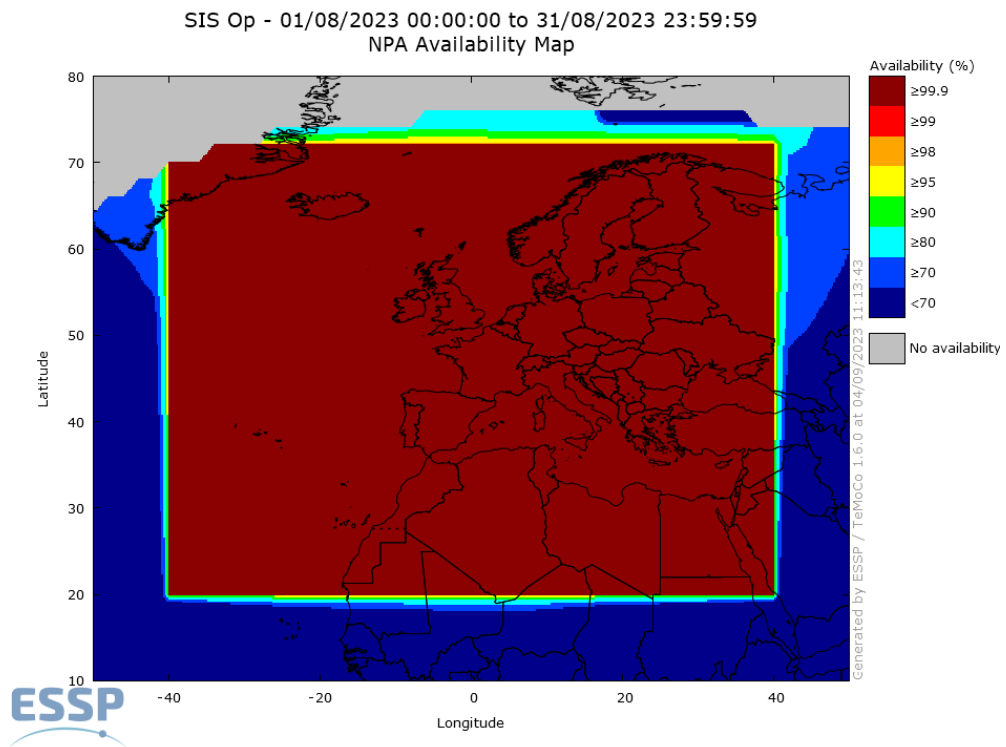 SIS Op - 01/08/2023 00:00:00 to 31/08/2023 23:59:59
NPA Availability Map
Availability (%)
≥99.9
≥99
≥98
≥95
≥90
≥80
≥70
<70
No availability
80
70
60
50
40
30
20
10
Latitude
-40
-20
0
20
40
Longitude
Generated by ESSP / TeMoCo 1.6.0 at 04/09/2023 11:13:43
ESSP